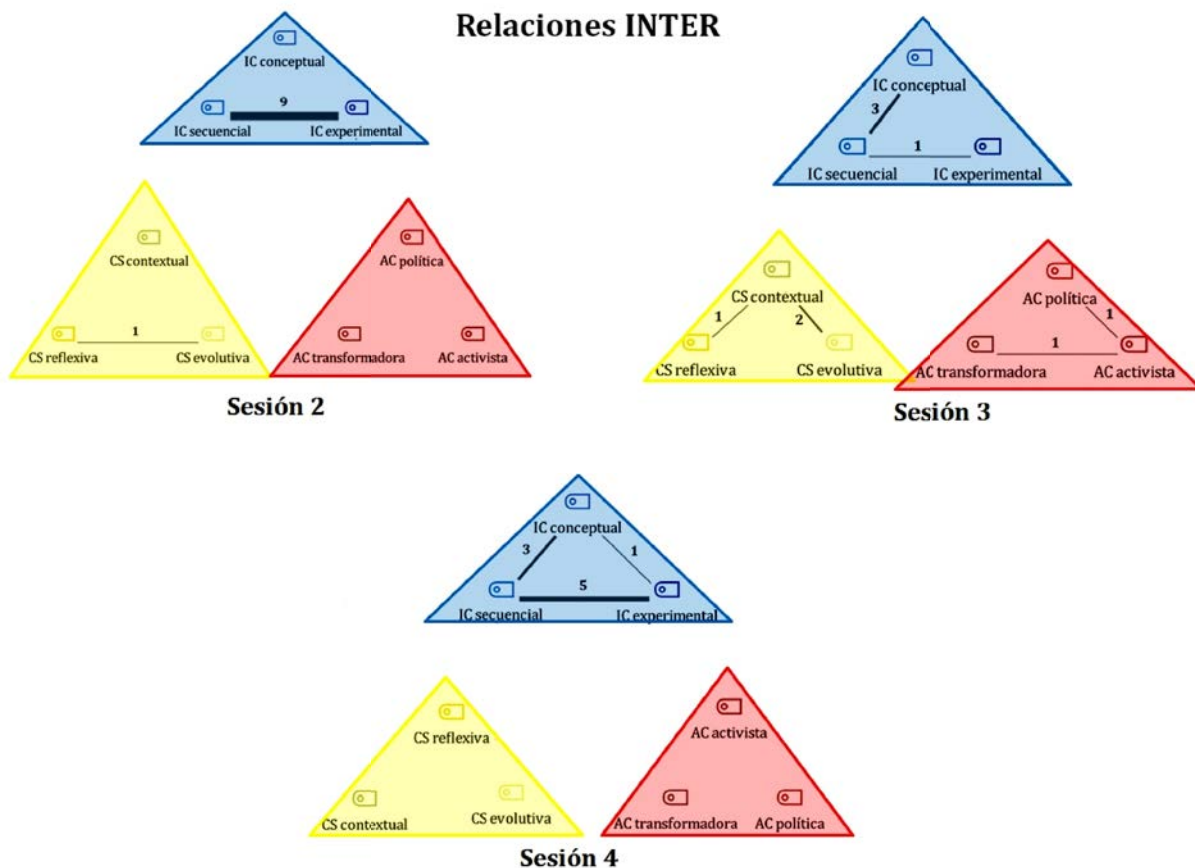 Relaciones INTER
IC conceptual
9
IC secuencial
IC experimental
CS contextual
1
CS reflexiva
CS evolutiva
AC política
AC transformadora
AC activista
Sesión 2
IC conceptual
3
1
IC secuencial
IC experimental
CS contextual
1
2
CS reflexiva
CS evolutiva
AC política
1
1
AC transformadora
AC activista
Sesión 3
IC conceptual
3
1
5
IC secuencial
IC experimental
CS reflexiva
CS contextual
CS evolutiva
AC activista
AC transformadora
AC política
Sesión 4